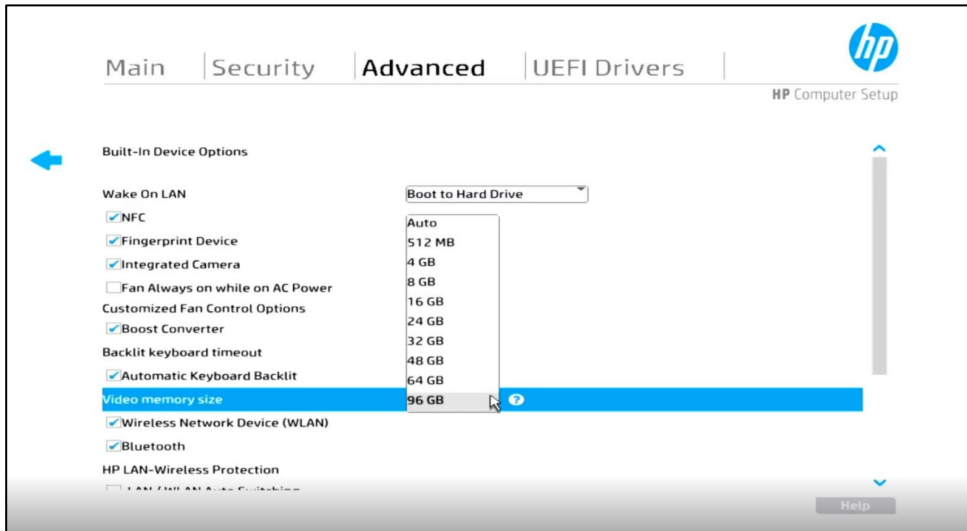 hp
Main Security Advanced UEFI Drivers
HP Computer Setup
Built-In Device Options
Wake On LAN Boot to Hard Drive
NFC
Auto
Fingerprint Device
512 MB
Integrated Camera
4 GB
8 GB
Fan Always on while on AC Power
16 GB
Customized Fan Control Options
24 GB
Boost Converter
32 GB
Backlit keyboard timeout
48 GB
Automatic Keyboard Backlit
64 GB
Video memory size 96 GB ?
Wireless Network Device (WLAN)
Bluetooth
HP LAN-Wireless Protection
LAN / WLAN Auto Switching
Help